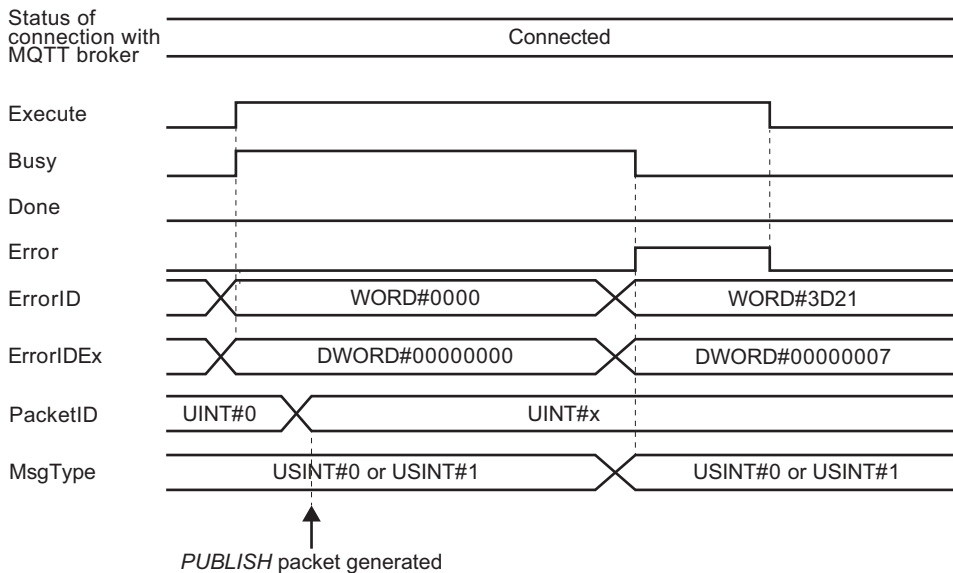 Status of
connection with
MQTT broker
Connected
Execute
Busy
Done
Error
ErrorID
WORD#0000
WORD#3D21
ErrorIDEx
DWORD#00000000
DWORD#00000007
PacketID
UINT#0
UINT#x
MsgType
USINT#0 or USINT#1
USINT#0 or USINT#1
PUBLISH packet generated